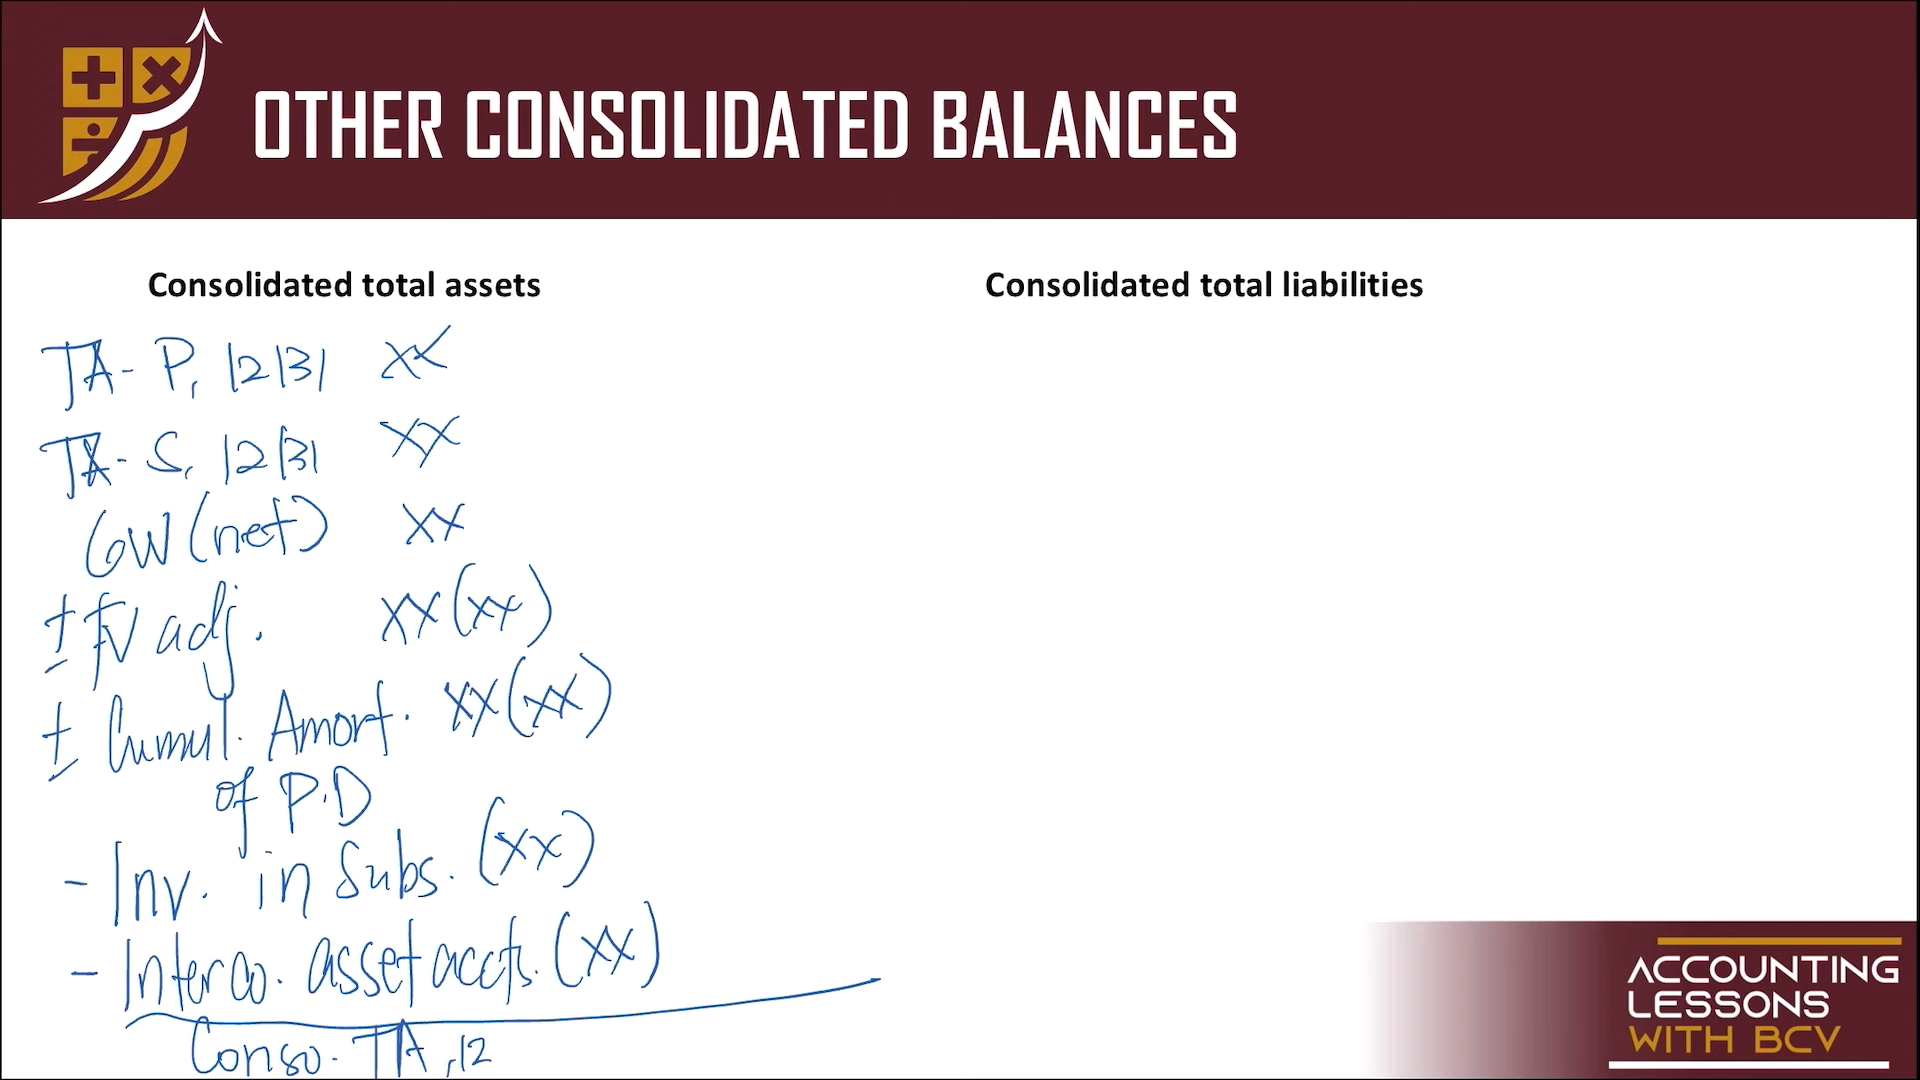 OTHER CONSOLIDATED BALANCES
Consolidated total assets
TA- P, 12|31 xx
TA- S, 12|31 xx
GW (net) xx
± FV adj. xx (xx)
± Cumul. Amort. xx (xx)
of P.D
- Inv. in Subs. (xx)
- Interco. asset accts. (xx)
Conso. TA, 12
Consolidated total liabilities
ACCOUNTING
LESSONS
WITH BCV